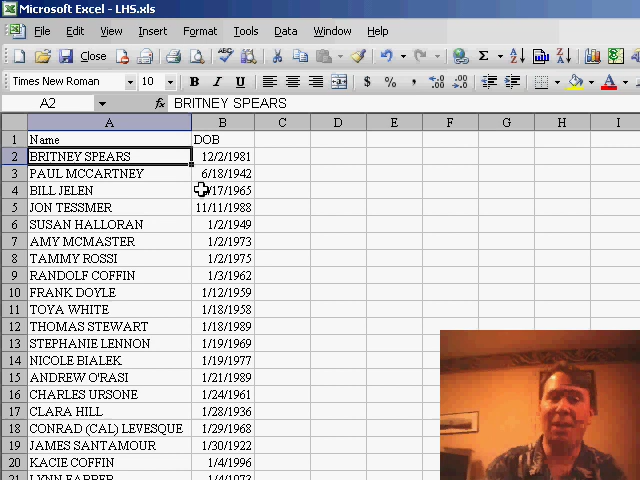 Microsoft Excel - LHS.xls
File Edit View Insert Format Tools Data Window Help
Close
Times New Roman 10 B I U $ % ,
A2 fx BRITNEY SPEARS
A B C D E F G H I
1 Name DOB
2 BRITNEY SPEARS 12/2/1981
3 PAUL MCCARTNEY 6/18/1942
4 BILL JELEN /17/1965
5 JON TESSMER 11/11/1988
6 SUSAN HALLORAN 1/2/1949
7 AMY MCMASTER 1/2/1973
8 TAMMY ROSSI 1/2/1975
9 RANDOLF COFFIN 1/3/1962
10 FRANK DOYLE 1/12/1959
11 TOYA WHITE 1/18/1958
12 THOMAS STEWART 1/18/1989
13 STEPHANIE LENNON 1/19/1969
14 NICOLE BIALEK 1/19/1977
15 ANDREW O'RASI 1/21/1989
16 CHARLES URSONE 1/24/1961
17 CLARA HILL 1/28/1936
18 CONRAD (CAL) LEVESQUE 1/29/1968
19 JAMES SANTAMOUR 1/30/1922
20 KACIE COFFIN 1/4/1996